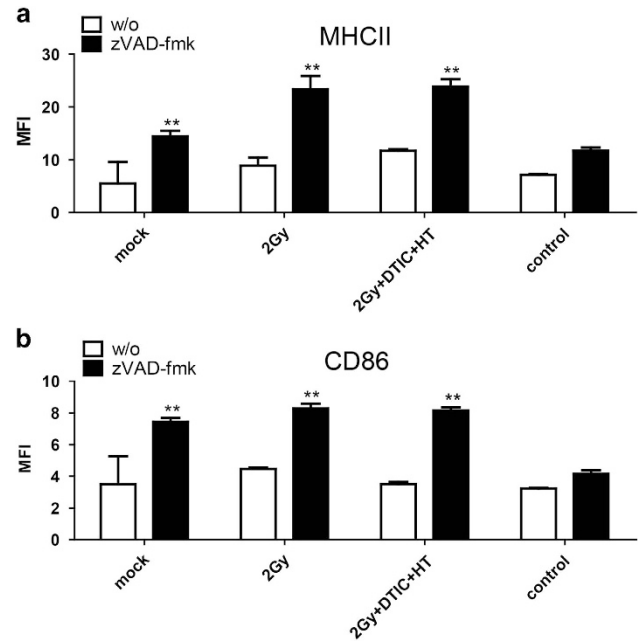 a
w/o
zVAD-fmk
MHCII
30
20
10
0
MFI
**
**
**
mock
2Gy
2Gy+DTIC+HT
control
b
w/o
zVAD-fmk
CD86
10
8
6
4
2
0
MFI
**
**
**
mock
2Gy
2Gy+DTIC+HT
control